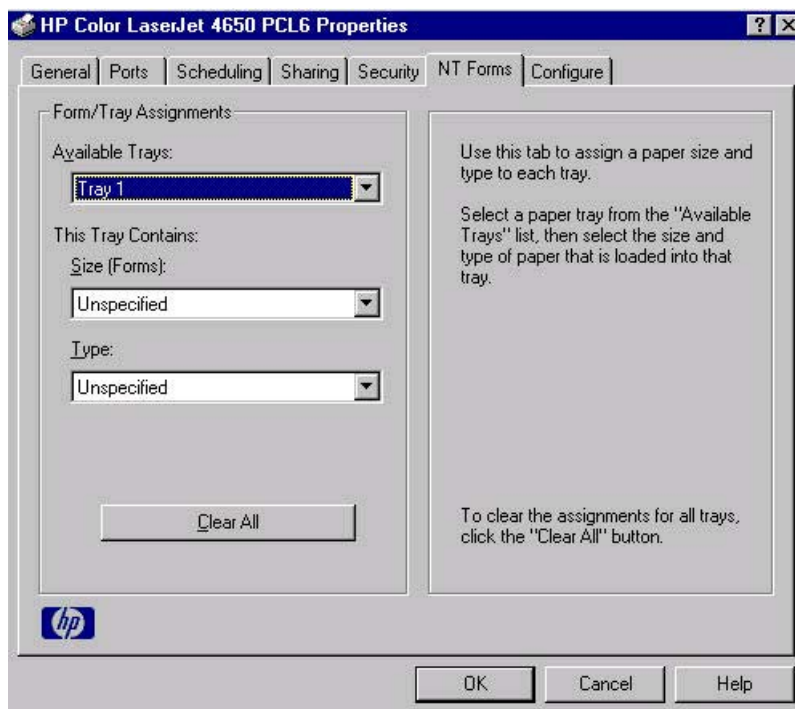 HP Color LaserJet 4650 PCL6 Properties
General
Ports
Scheduling
Sharing
Security
NT Forms
Configure
Form/Tray Assignments
Available Trays:
Tray 1
This Tray Contains:
Size (Forms):
Unspecified
Type:
Unspecified
Clear All
Use this tab to assign a paper size and
type to each tray.
Select a paper tray from the "Available
Trays" list, then select the size and
type of paper that is loaded into that
tray.
To clear the assignments for all trays,
click the "Clear All" button.
hp
OK
Cancel
Help